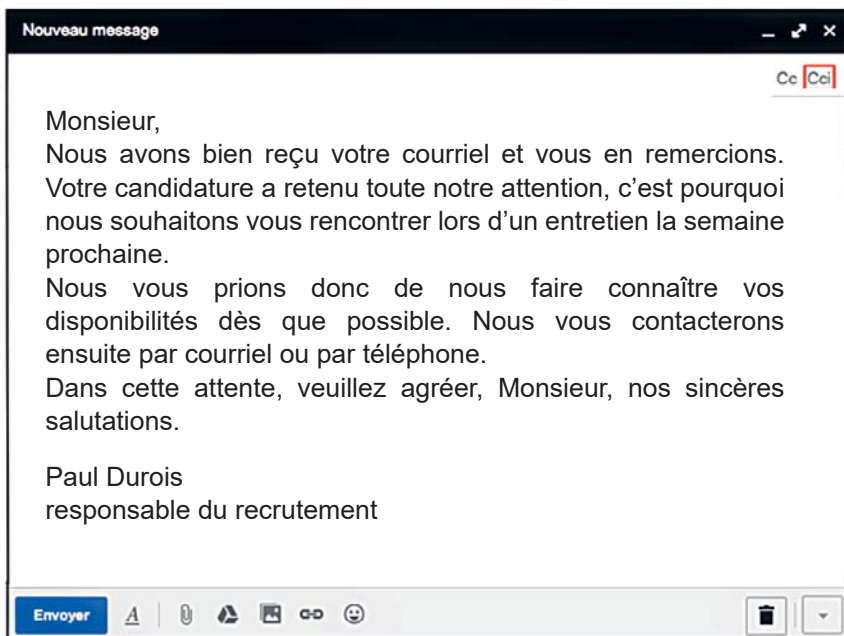 Nouveau message
Cc Cci
Monsieur,
Nous avons bien reçu votre courriel et vous en remercions.
Votre candidature a retenu toute notre attention, c’est pourquoi
nous souhaitons vous rencontrer lors d’un entretien la semaine
prochaine.
Nous vous prions donc de nous faire connaître vos
disponibilités dès que possible. Nous vous contacterons
ensuite par courriel ou par téléphone.
Dans cette attente, veuillez agréer, Monsieur, nos sincères
salutations.
Paul Durois
responsable du recrutement
Envoyer A